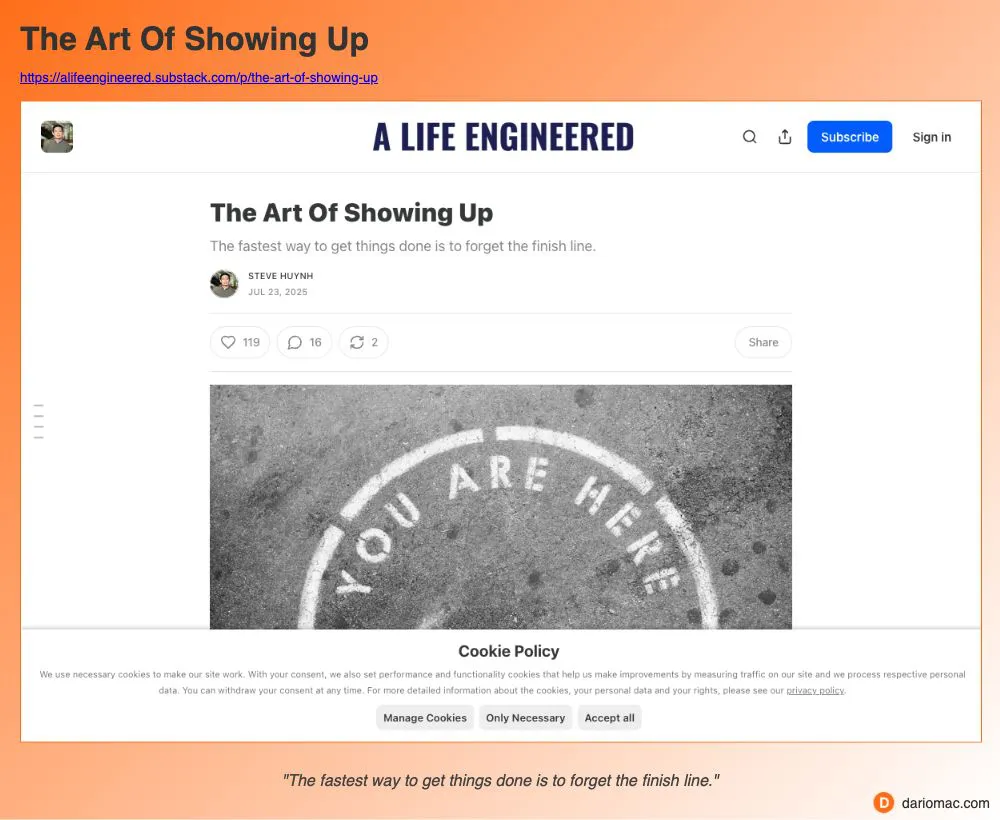 The Art Of Showing Up
https://alifeengineered.substack.com/p/the-art-of-showing-up
A LIFE ENGINEERED
Subscribe
Sign in
The Art Of Showing Up
The fastest way to get things done is to forget the finish line.
STEVE HUYNH
JUL 23, 2025
119
16
2
Share
YOU ARE HERE
Cookie Policy
We use necessary cookies to make our site work. With your consent, we also set performance and functionality cookies that help us make improvements by measuring traffic on our site and we process respective personal
data. You can withdraw your consent at any time. For more detailed information about the cookies, your personal data and your rights, please see our privacy policy.
Manage Cookies
Only Necessary
Accept all
"The fastest way to get things done is to forget the finish line."
D
dariomac.com